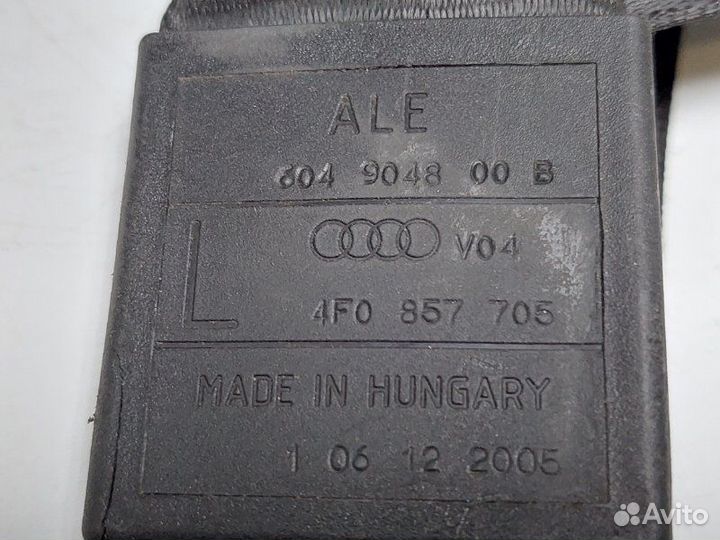 ALE
604 9048 00 B
L
V04
4F0 857 705
MADE IN HUNGARY
1 06 12 2005
Avito